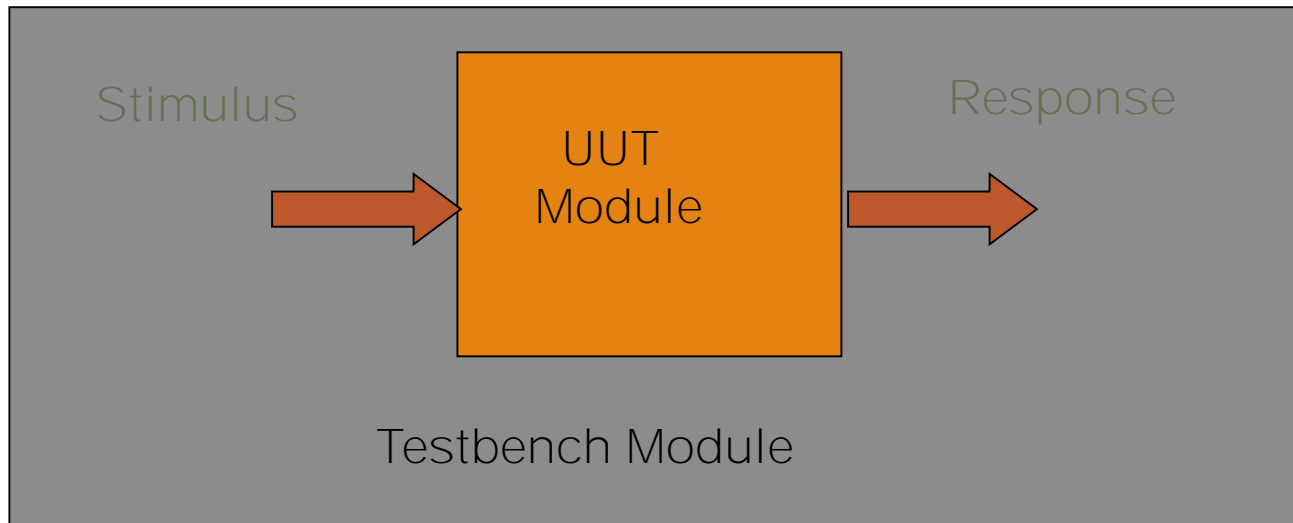 Stimulus
UUT
Module
Response
Testbench Module